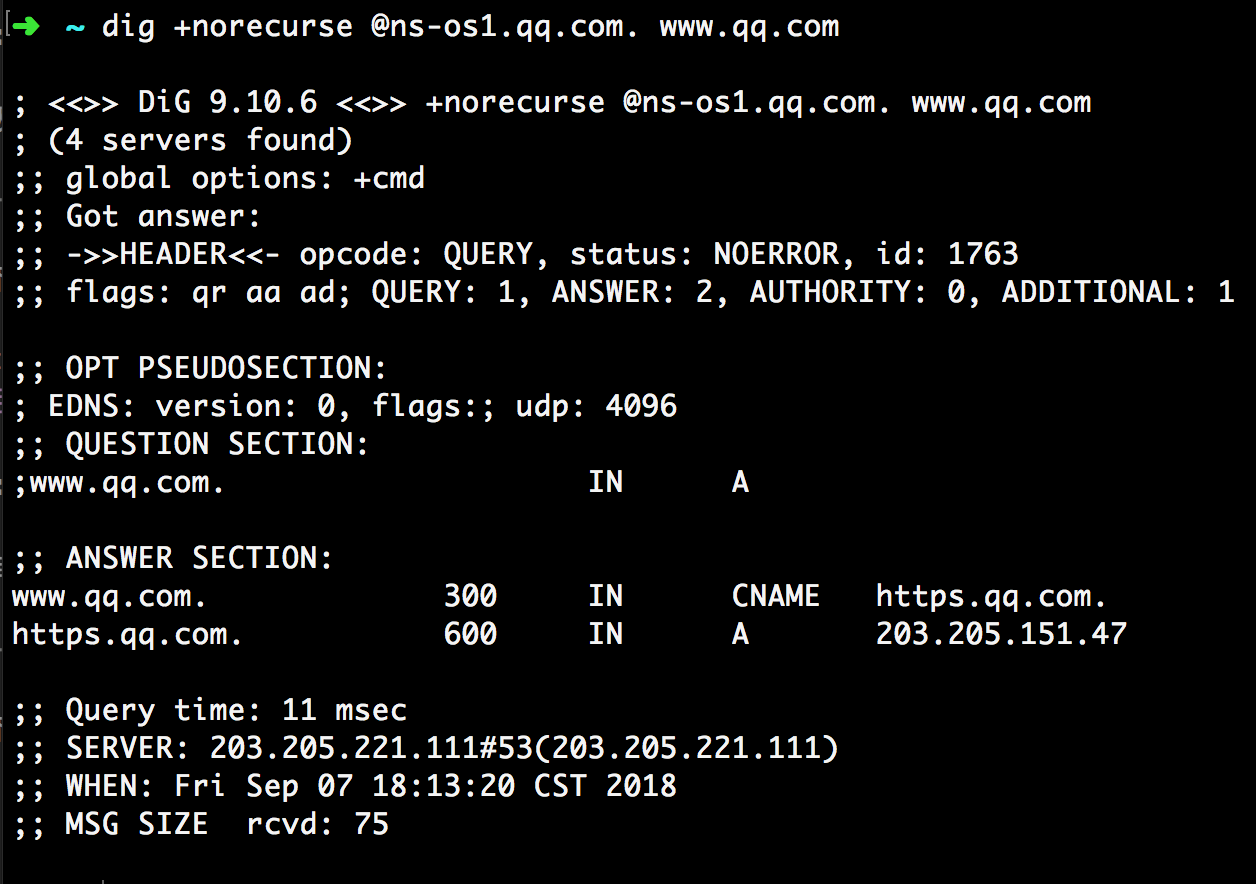 ➜ ~ dig +norecurse @ns-os1.qq.com. www.qq.com
; <<>> DiG 9.10.6 <<>> +norecurse @ns-os1.qq.com. www.qq.com
; (4 servers found)
;; global options: +cmd
;; Got answer:
;; ->>HEADER<<- opcode: QUERY, status: NOERROR, id: 1763
;; flags: qr aa ad; QUERY: 1, ANSWER: 2, AUTHORITY: 0, ADDITIONAL: 1
;; OPT PSEUDOSECTION:
; EDNS: version: 0, flags:; udp: 4096
;; QUESTION SECTION:
;www.qq.com. IN A
;; ANSWER SECTION:
www.qq.com. 300 IN CNAME https.qq.com.
https.qq.com. 600 IN A 203.205.151.47
;; Query time: 11 msec
;; SERVER: 203.205.221.111#53(203.205.221.111)
;; WHEN: Fri Sep 07 18:13:20 CST 2018
;; MSG SIZE  rcvd: 75